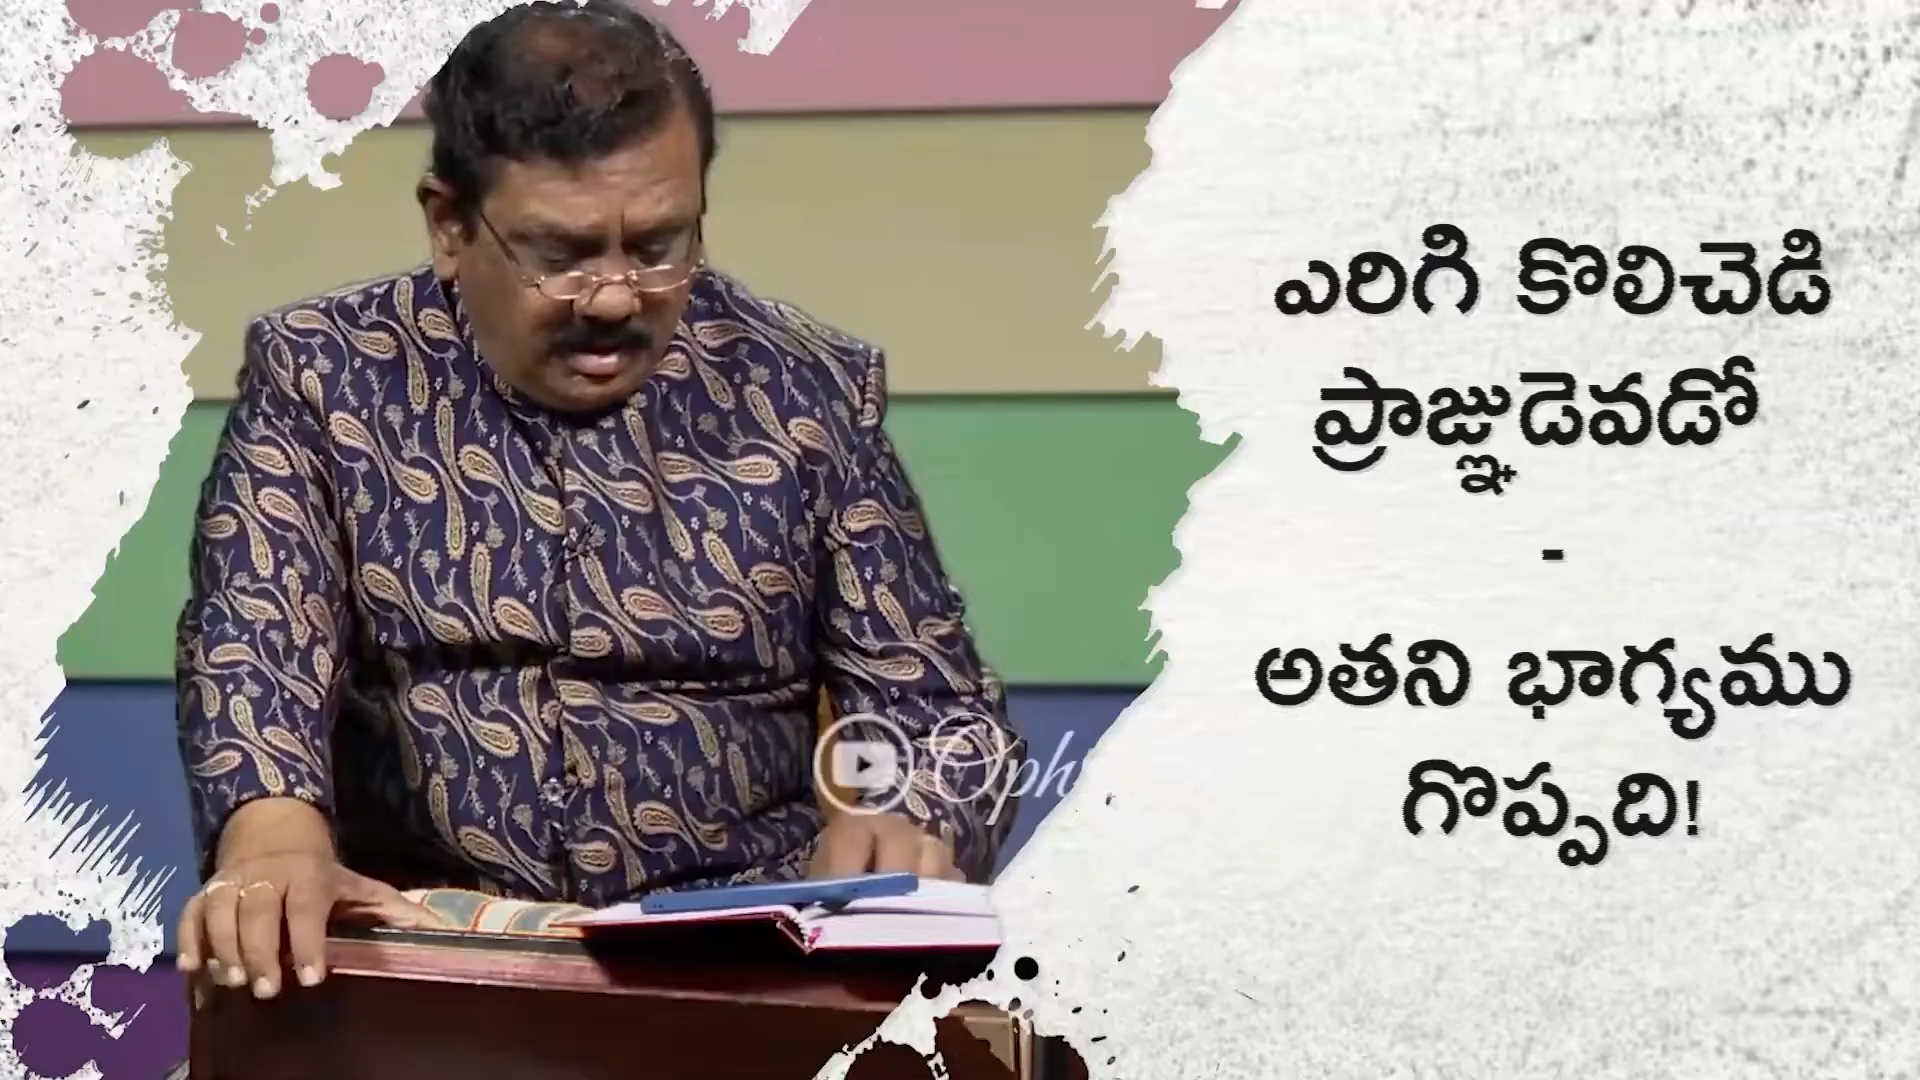 ఎరిగి కొలిచెడి
ప్రాజ్ఞుడెవడో
-
అతని భాగ్యము
గొప్పది!